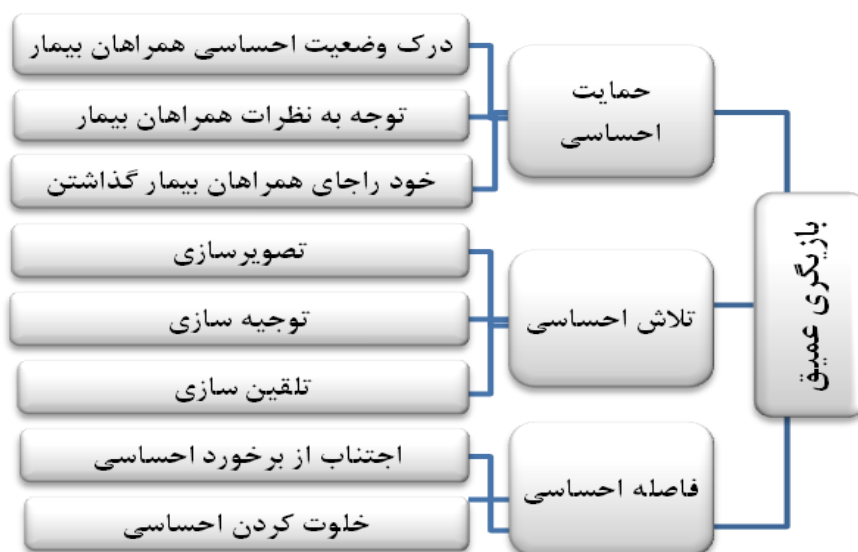 بازیگری عمیق
حمایت
احساسی
درک وضعیت احساسی همراهان بیمار
توجه به نظرات همراهان بیمار
خود راجای همراهان بیمار گذاشتن
تلاش احساسی
تصویرسازی
توجیه سازی
تلقین سازی
فاصله احساسی
اجتناب از برخورد احساسی
خلوت کردن احساسی